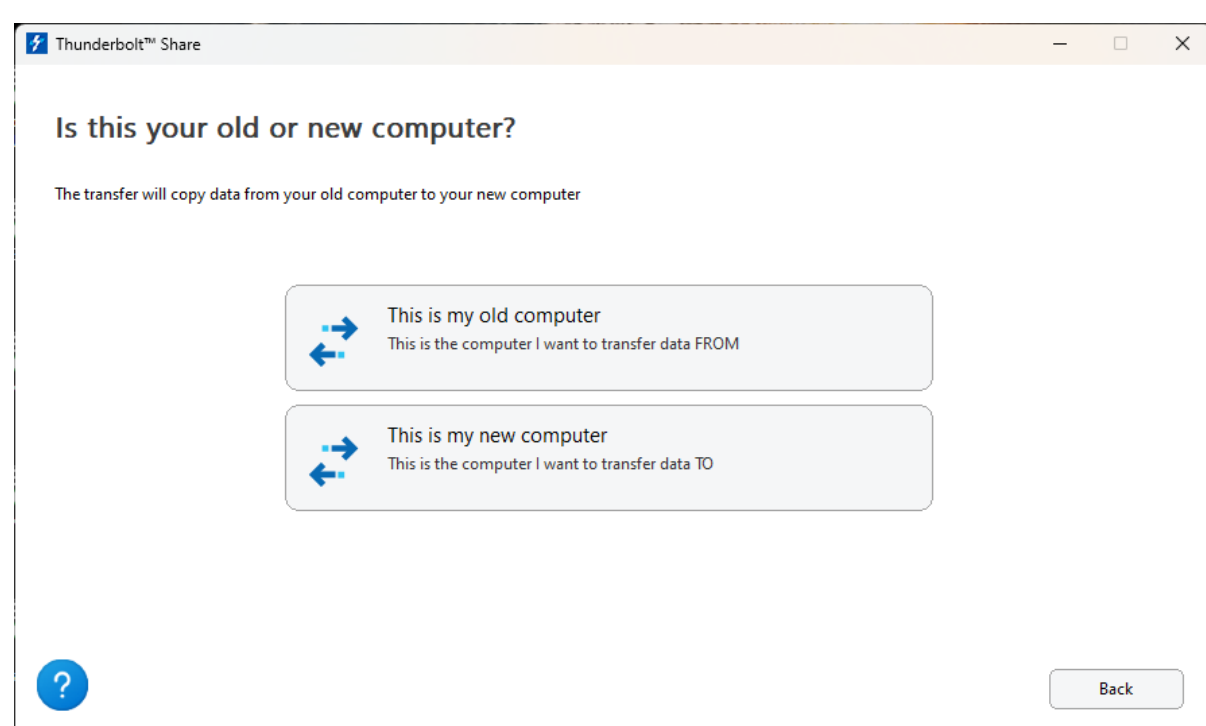 Thunderbolt™ Share
Is this your old or new computer?
The transfer will copy data from your old computer to your new computer
This is my old computer
This is the computer I want to transfer data FROM
This is my new computer
This is the computer I want to transfer data TO
?
Back